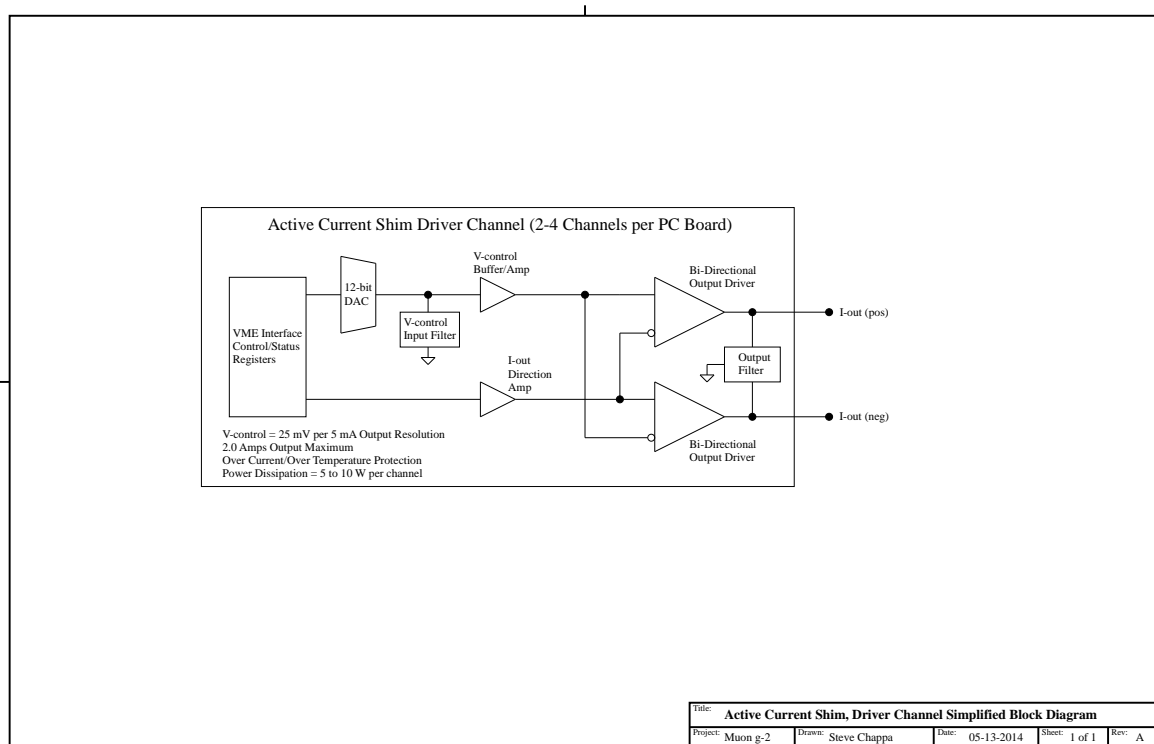 Active Current Shim Driver Channel (2-4 Channels per PC Board)
V-control
Buffer/Amp
12-bit
DAC
Bi-Directional
Output Driver
V-control
Input Filter
VME Interface
Control/Status
Registers
I-out (pos)
I-out
Direction
Amp
Output
Filter
I-out (neg)
Bi-Directional
Output Driver
V-control = 25 mV per 5 mA Output Resolution
2.0 Amps Output Maximum
Over Current/Over Temperature Protection
Power Dissipation = 5 to 10 W per channel
Title: Active Current Shim, Driver Channel Simplified Block Diagram
Project: Muon g-2 Drawn: Steve Chappa Date: 05-13-2014 Sheet: 1 of 1 Rev: A